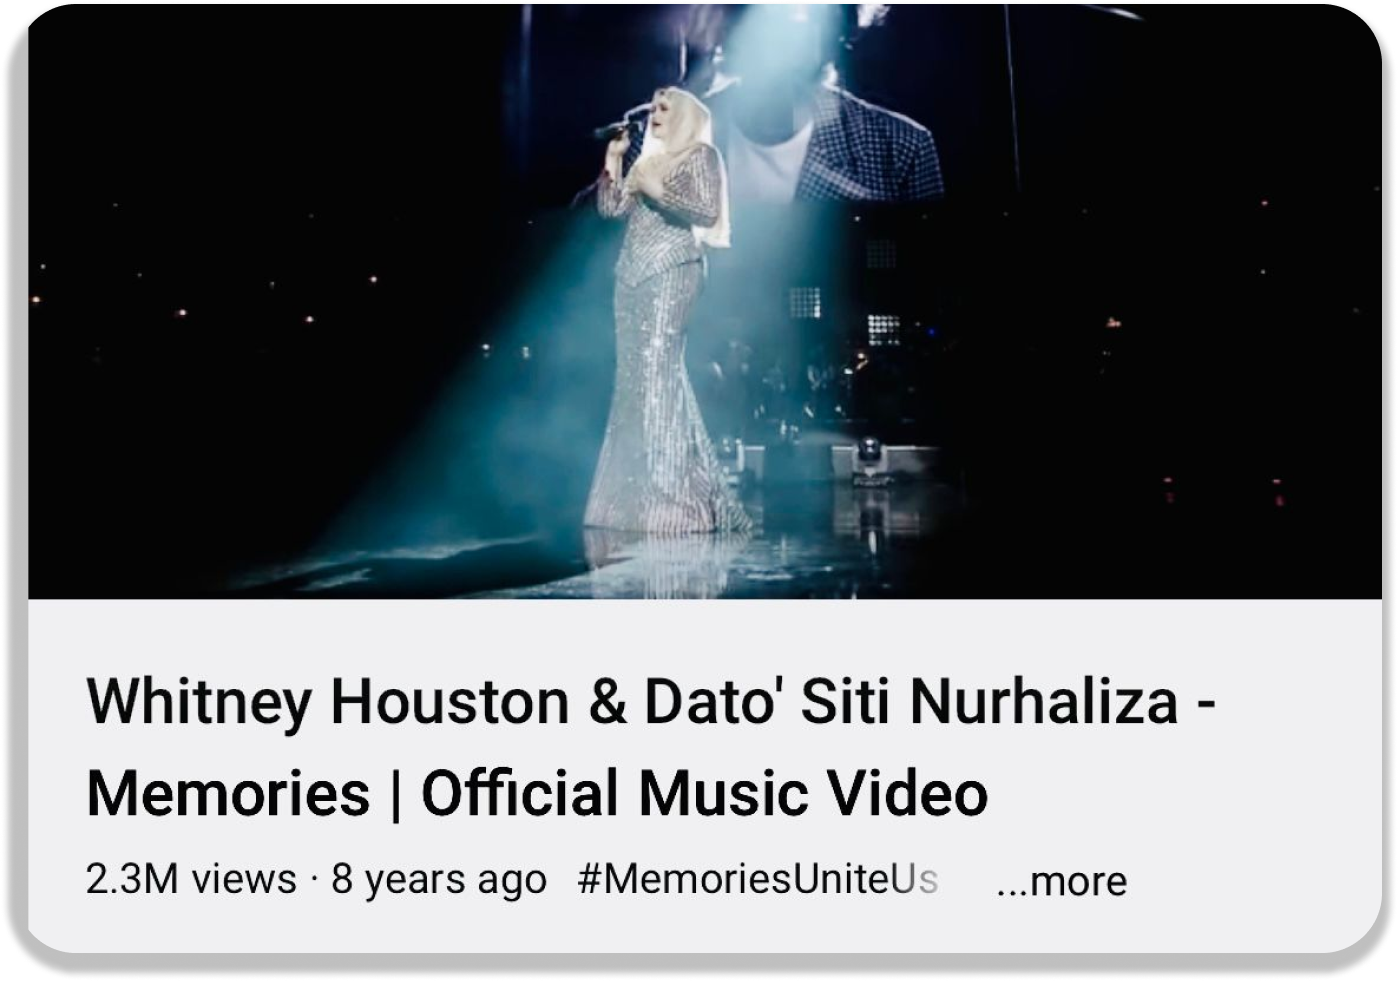 Whitney Houston & Dato' Siti Nurhaliza -
Memories | Official Music Video
2.3M views · 8 years ago #MemoriesUniteUs ...more